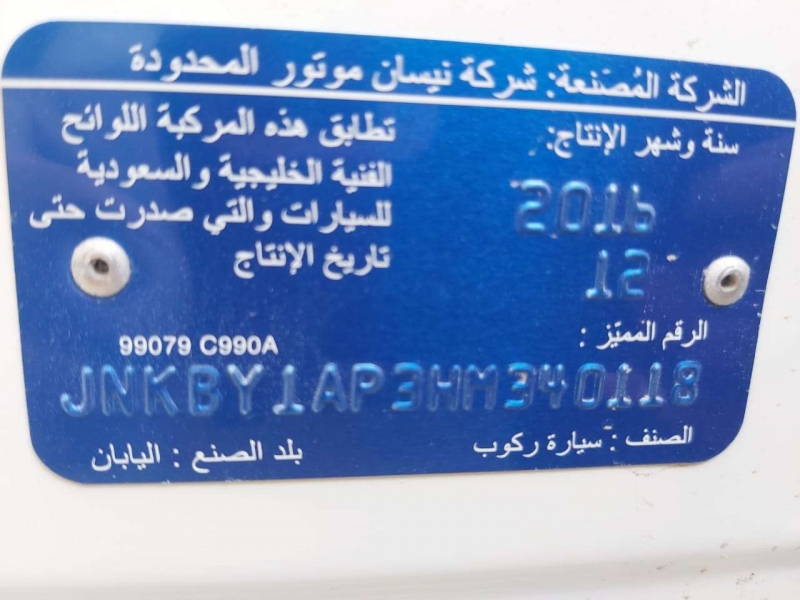 الشركة المُصنعة: شركة نيسان موتور المحدودة
سنة وشهر الإنتاج:
2016
12
تطابق هذه المركبة اللوائح
الفنية الخليجية والسعودية
للسيارات والتي صدرت حتى
تاريخ الإنتاج
الرقم المميّز :
99079 C990A
JNKBY1AP3HM340118
الصنف : سيارة ركوب
بلد الصنع : اليابان